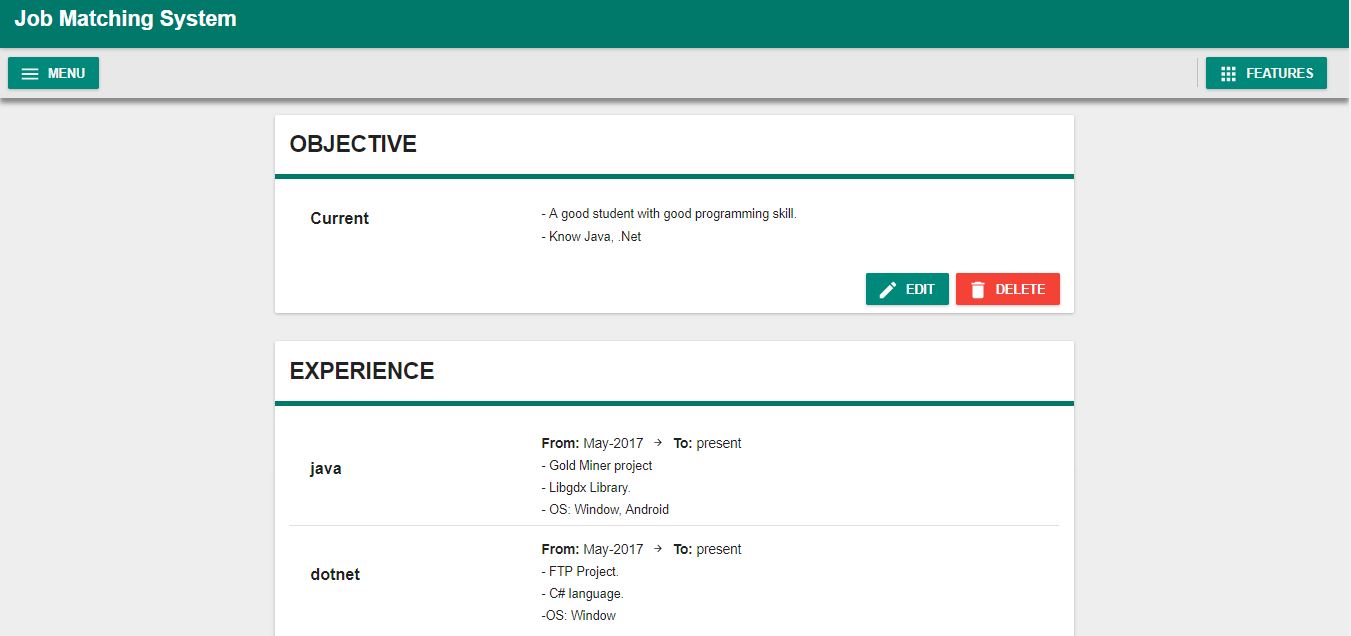 Job Matching System
MENU
FEATURES
OBJECTIVE
Current
- A good student with good programming skill.
- Know Java, .Net
EDIT
DELETE
EXPERIENCE
java
From: May-2017 → To: present
- Gold Miner project
- Libgdx Library.
- OS: Window, Android
dotnet
From: May-2017 → To: present
- FTP Project.
- C# language.
-OS: Window